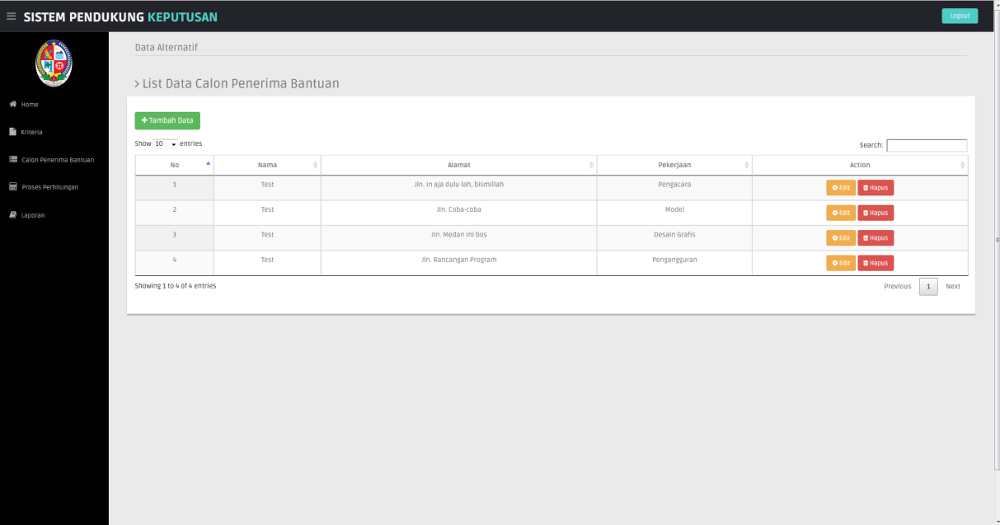 SISTEM PENDUKUNG KEPUTUSAN
Logout
Home
Kriteria
Calon Penerima Bantuan
Proses Perhitungan
Laporan
Data Alternatif
> List Data Calon Penerima Bantuan
+ Tambah Data
Show 10 entries
Search:
No Nama Alamat Pekerjaan Action
1 Test Jln. in aja dulu lah, bismillah Pengacara Edit Hapus
2 Test Jln. Coba-coba Model Edit Hapus
3 Test Jln. Medan ini bos Desain Grafis Edit Hapus
4 Test Jln. Rancangan Program Pengangguran Edit Hapus
Showing 1 to 4 of 4 entries
Previous 1 Next